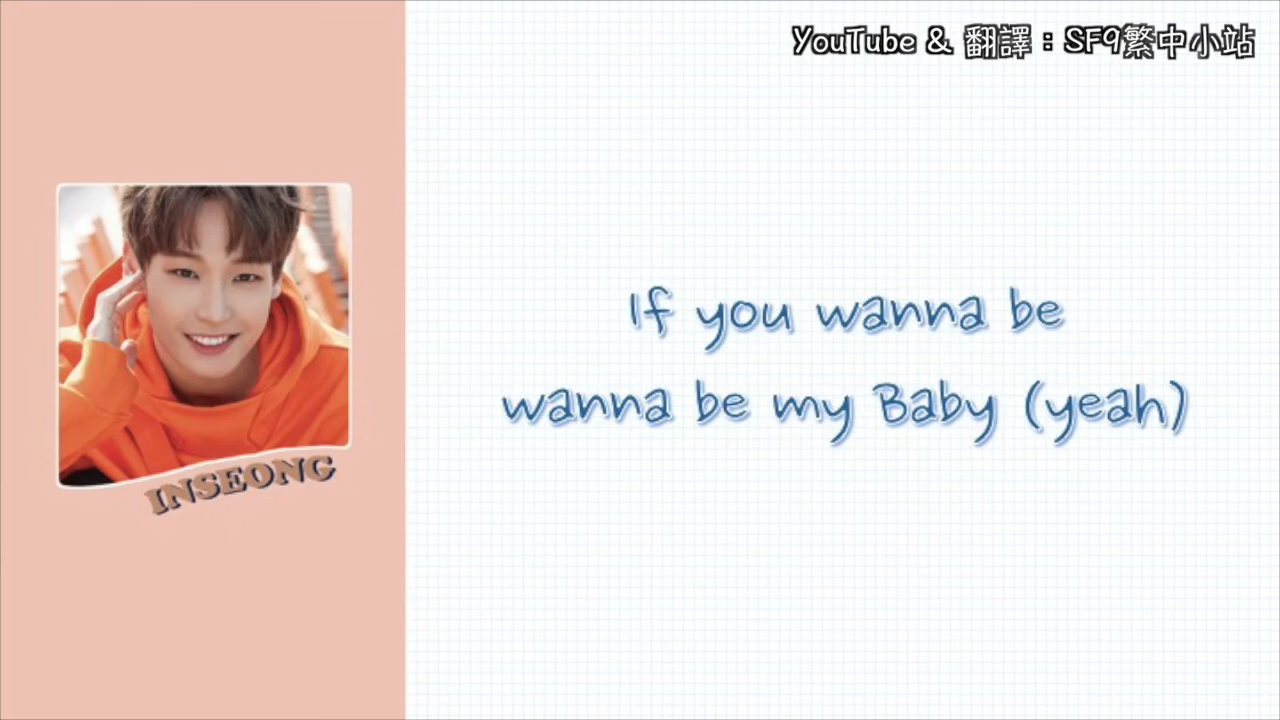 YouTube & 翻譯：SF9繁中小站
If you wanna be
wanna be my Baby (yeah)
INSEONG